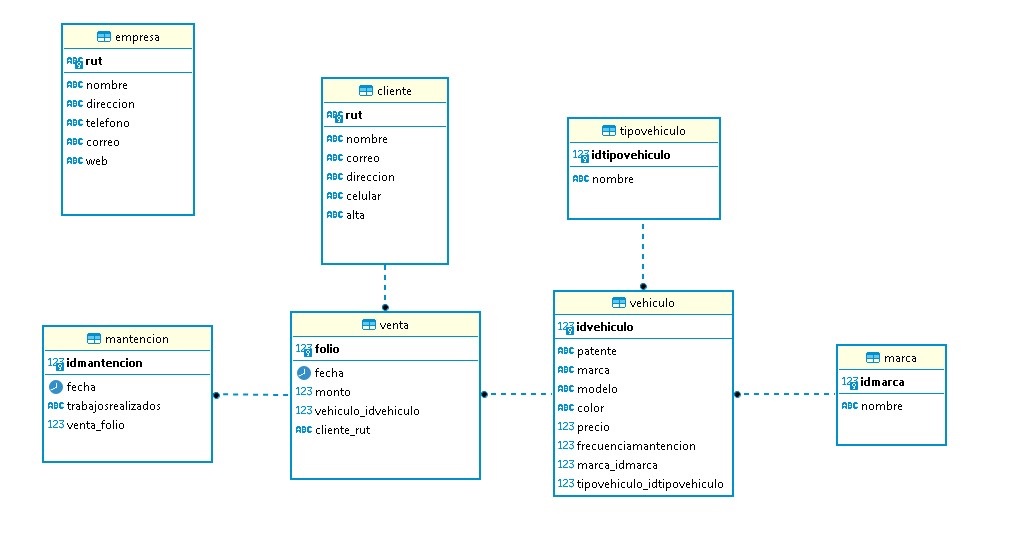 empresa
ABC rut
ABC nombre
ABC direccion
ABC telefono
ABC correo
ABC web
cliente
ABC rut
ABC nombre
ABC correo
ABC direccion
ABC celular
ABC alta
tipovehiculo
123 idtipovehiculo
ABC nombre
mantencion
123 idmantencion
fecha
ABC trabajosrealizados
123 venta_folio
venta
123 folio
fecha
123 monto
123 vehiculo_idvehiculo
ABC cliente_rut
vehiculo
123 idvehiculo
ABC patente
ABC marca
ABC modelo
ABC color
123 precio
123 frecuenciamantencion
123 marca_idmarca
123 tipovehiculo_idtipovehiculo
marca
123 idmarca
ABC nombre